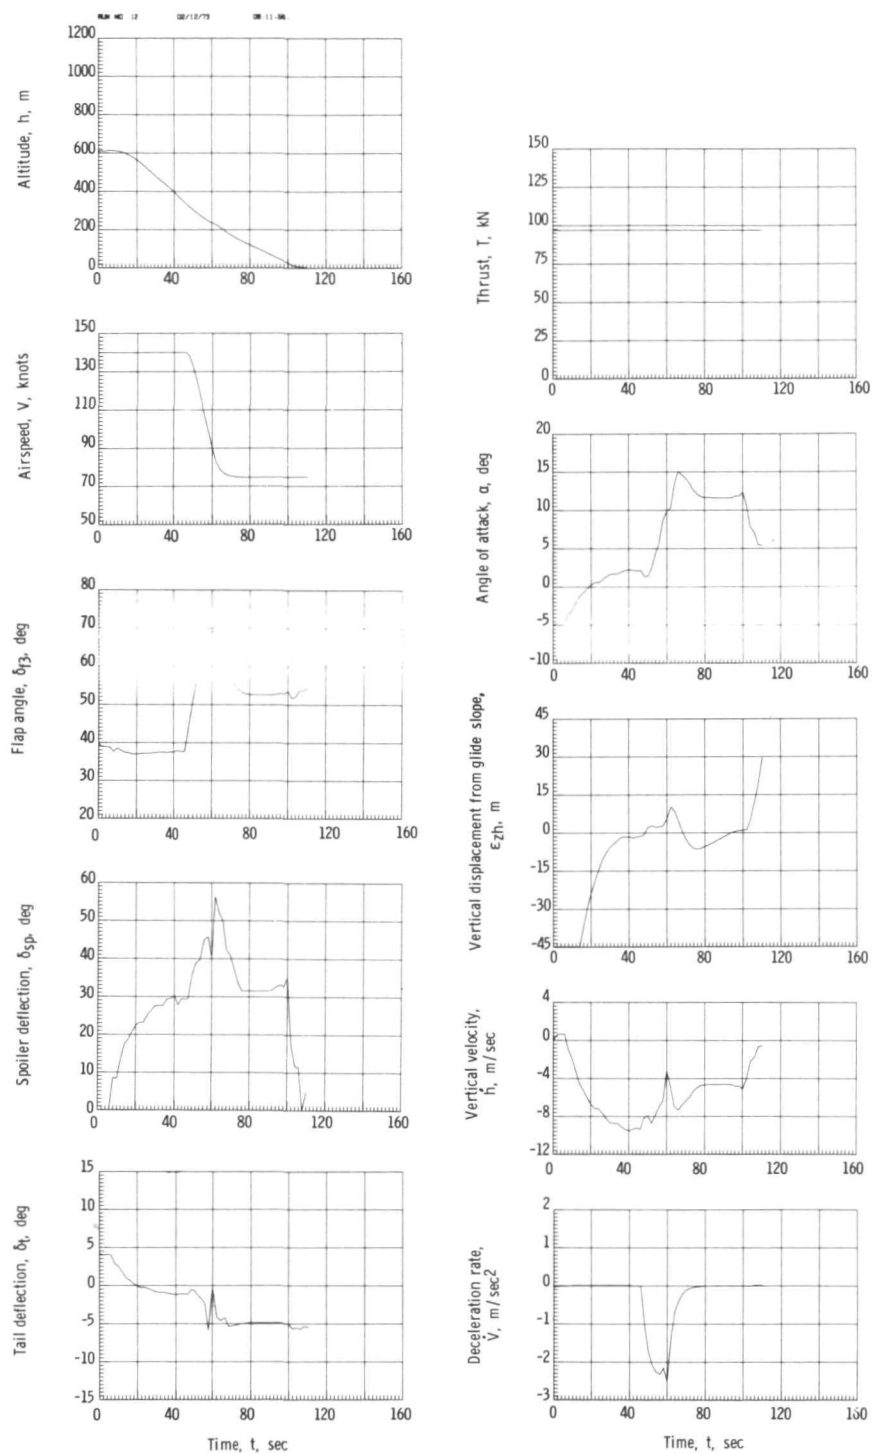 RUN NO 12 02/12/73
1200
1000
800
600
400
200
0
0 40 80 120 160
Altitude, h, m
150
130
110
90
70
50
0 40 80 120 160
Airspeed, V, knots
80
70
60
50
40
30
20
0 40 80 120 160
Flap angle, δf3, deg
60
50
40
30
20
10
0
0 40 80 120 160
Spoiler deflection, δsp, deg
15
10
5
0
-5
-10
-15
0 40 80 120 160
Tail deflection, δt, deg
Time, t, sec
150
125
100
75
50
25
0
0 40 80 120 160
Thrust, T, kN
20
15
10
5
0
-5
-10
0 40 80 120 160
Angle of attack, α, deg
45
30
15
0
-15
-30
-45
0 40 80 120 160
Vertical displacement from glide slope,
εzh, m
4
0
-4
-8
-12
0 40 80 120 160
Vertical velocity,
ḣ, m/sec
2
1
0
-1
-2
-3
0 40 80 120 160
Deceleration rate,
V̇, m/sec²
Time, t, sec